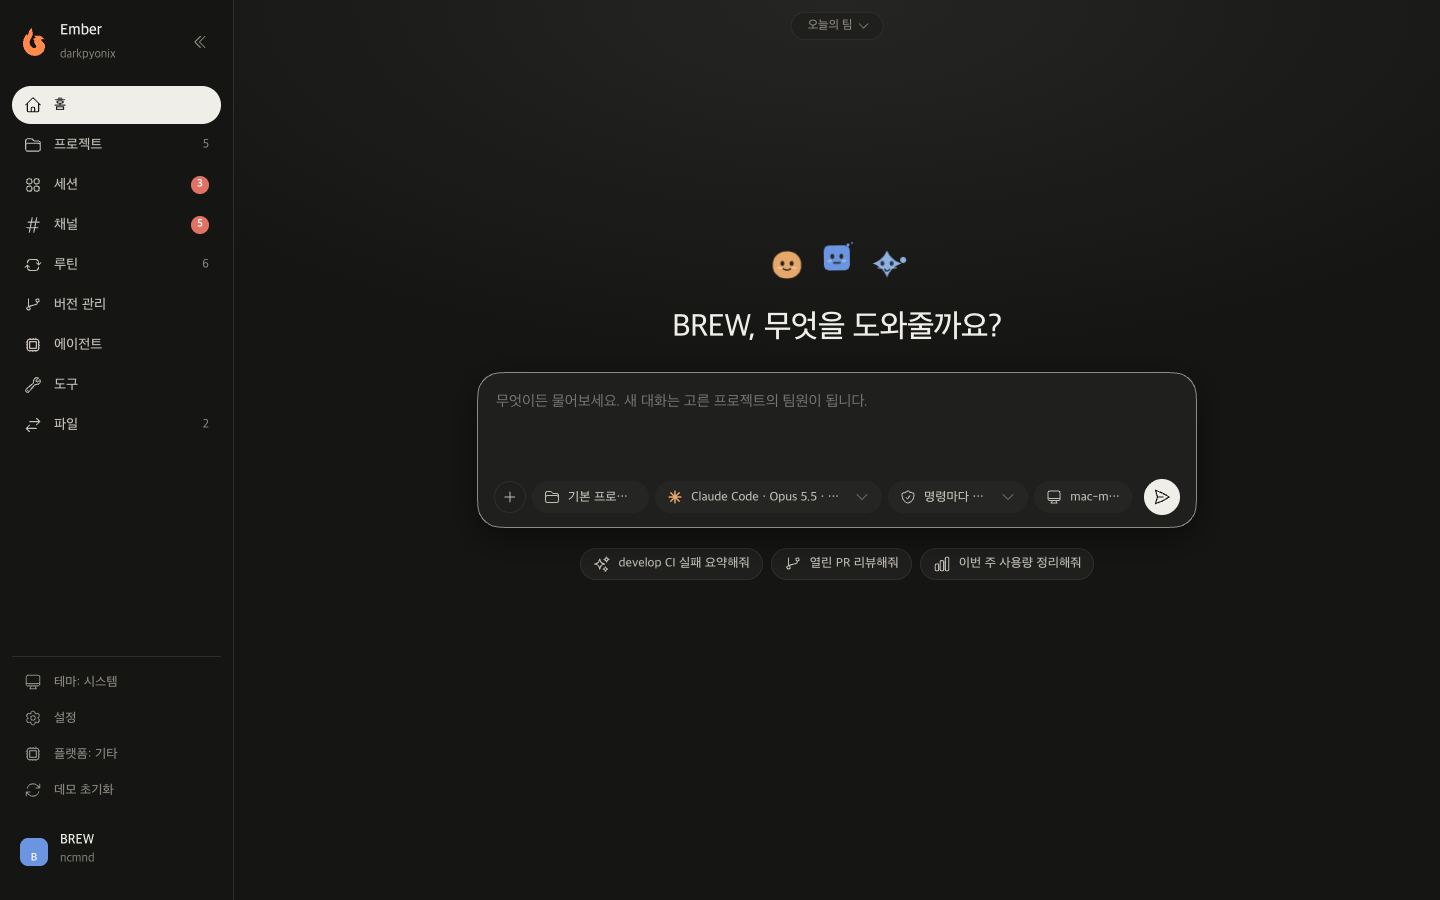 Ember
darkpyonix
홈
프로젝트 5
세션 3
채널 5
루틴 6
버전 관리
에이전트
도구
파일 2
테마: 시스템
설정
플랫폼: 기타
데모 초기화
B
BREW
ncmnd
오늘의 팀
BREW, 무엇을 도와줄까요?
무엇이든 물어보세요. 새 대화는 고른 프로젝트의 팀원이 됩니다.
기본 프로… Claude Code · Opus 5.5 · … 명령마다 … mac-m…
develop CI 실패 요약해줘 열린 PR 리뷰해줘 이번 주 사용량 정리해줘